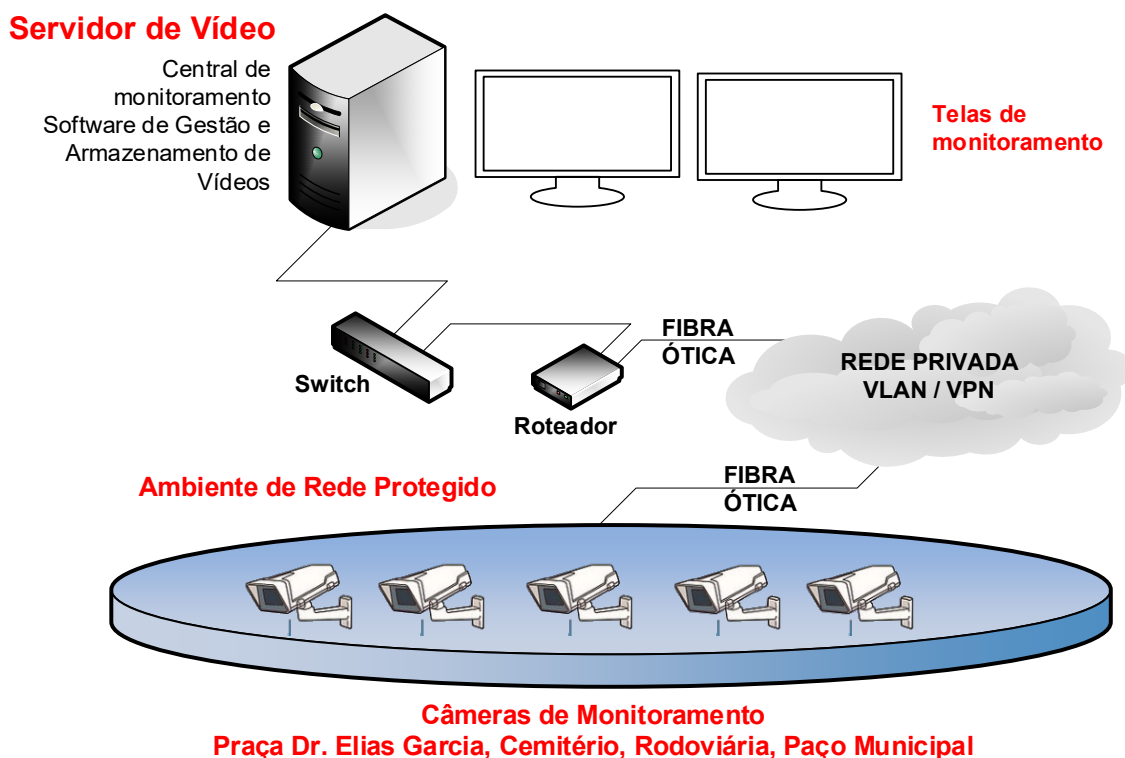 Servidor de Vídeo
Central de
monitoramento
Software de Gestão e
Armazenamento de
Vídeos
Telas de
monitoramento
Switch
Roteador
FIBRA
ÓTICA
REDE PRIVADA
VLAN / VPN
Ambiente de Rede Protegido
FIBRA
ÓTICA
Câmeras de Monitoramento
Praça Dr. Elias Garcia, Cemitério, Rodoviária, Paço Municipal